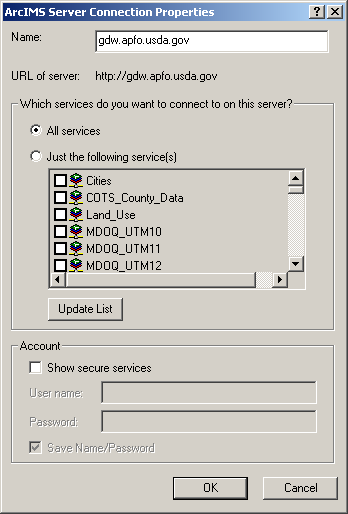 ArcIMS Server Connection Properties
Name: gdw.apfo.usda.gov
URL of server: http://gdw.apfo.usda.gov
Which services do you want to connect to on this server?
All services
Just the following service(s)
Cities
COTS_County_Data
Land_Use
MDOQ_UTM10
MDOQ_UTM11
MDOQ_UTM12
Update List
Account
Show secure services
User name:
Password:
Save Name/Password
OK Cancel